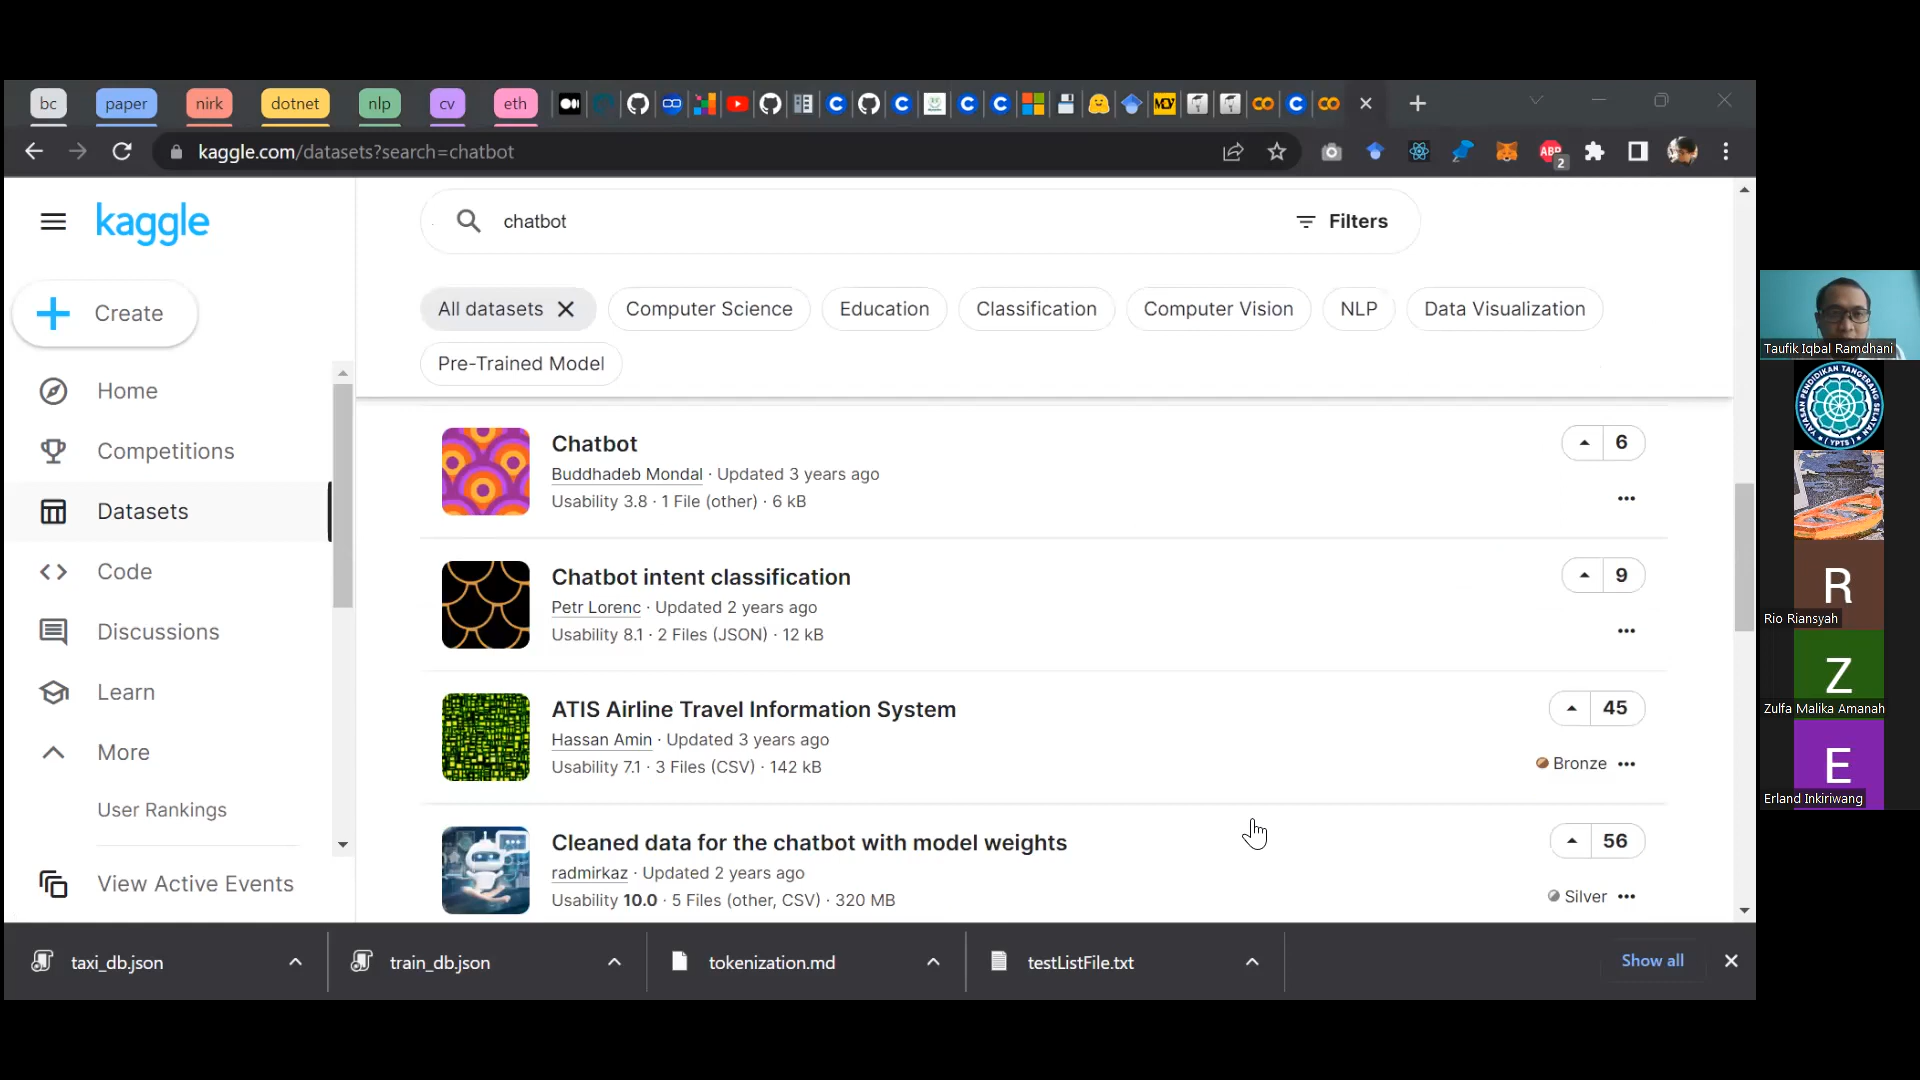 bc
paper
nirk
dotnet
nlp
cv
eth
kaggle.com/datasets?search=chatbot
ABP
2
kaggle
chatbot
Filters
Create
All datasets
Computer Science
Education
Classification
Computer Vision
NLP
Data Visualization
Pre-Trained Model
Home
Competitions
Datasets
Code
Discussions
Learn
More
User Rankings
View Active Events
Chatbot
6
Buddhadeb Mondal · Updated 3 years ago
Usability 3.8 · 1 File (other) · 6 kB
Chatbot intent classification
9
Petr Lorenc · Updated 2 years ago
Usability 8.1 · 2 Files (JSON) · 12 kB
ATIS Airline Travel Information System
45
Hassan Amin · Updated 3 years ago
Usability 7.1 · 3 Files (CSV) · 142 kB
Bronze
Cleaned data for the chatbot with model weights
56
radmirkaz · Updated 2 years ago
Usability 10.0 · 5 Files (other, CSV) · 320 MB
Silver
taxi_db.json
train_db.json
tokenization.md
testListFile.txt
Show all
Taufik Iqbal Ramdhani
YAYASAN PENDIDIKAN TANGERANG SELATAN
(YPTS)
R
Rio Riansyah
Z
Zulfa Malika Amanah
E
Erland Inkiriwang